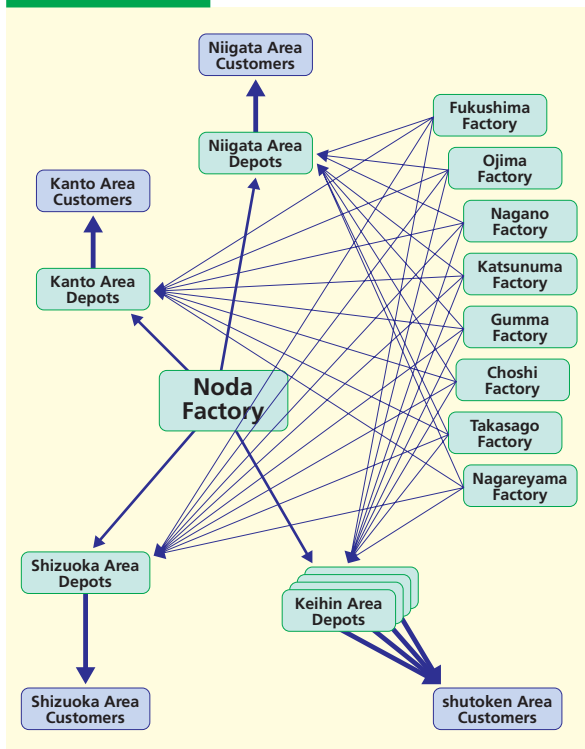 Niigata Area
Customers
Fukushima
Factory
Niigata Area
Depots
Ojima
Factory
Kanto Area
Customers
Nagano
Factory
Katsunuma
Factory
Kanto Area
Depots
Gumma
Factory
Noda
Factory
Choshi
Factory
Takasago
Factory
Nagareyama
Factory
Shizuoka Area
Depots
Keihin Area
Depots
Shizuoka Area
Customers
shutoken Area
Customers